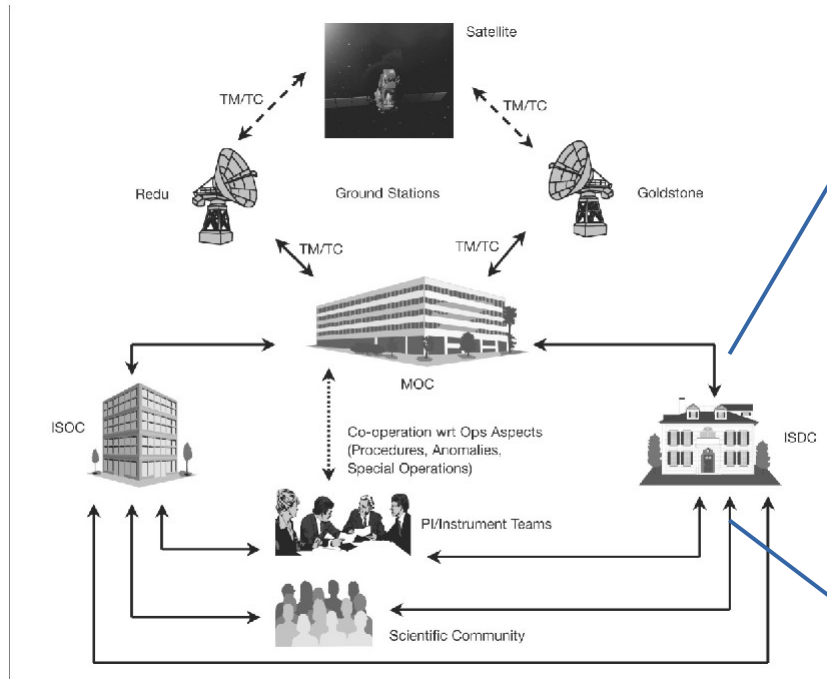 Satellite
TM/TC
TM/TC
Redu
Ground Stations
Goldstone
TM/TC
TM/TC
MOC
ISOC
ISDC
Co-operation wrt Ops Aspects
(Procedures, Anomalies,
Special Operations)
PI/Instrument Teams
Scientific Community